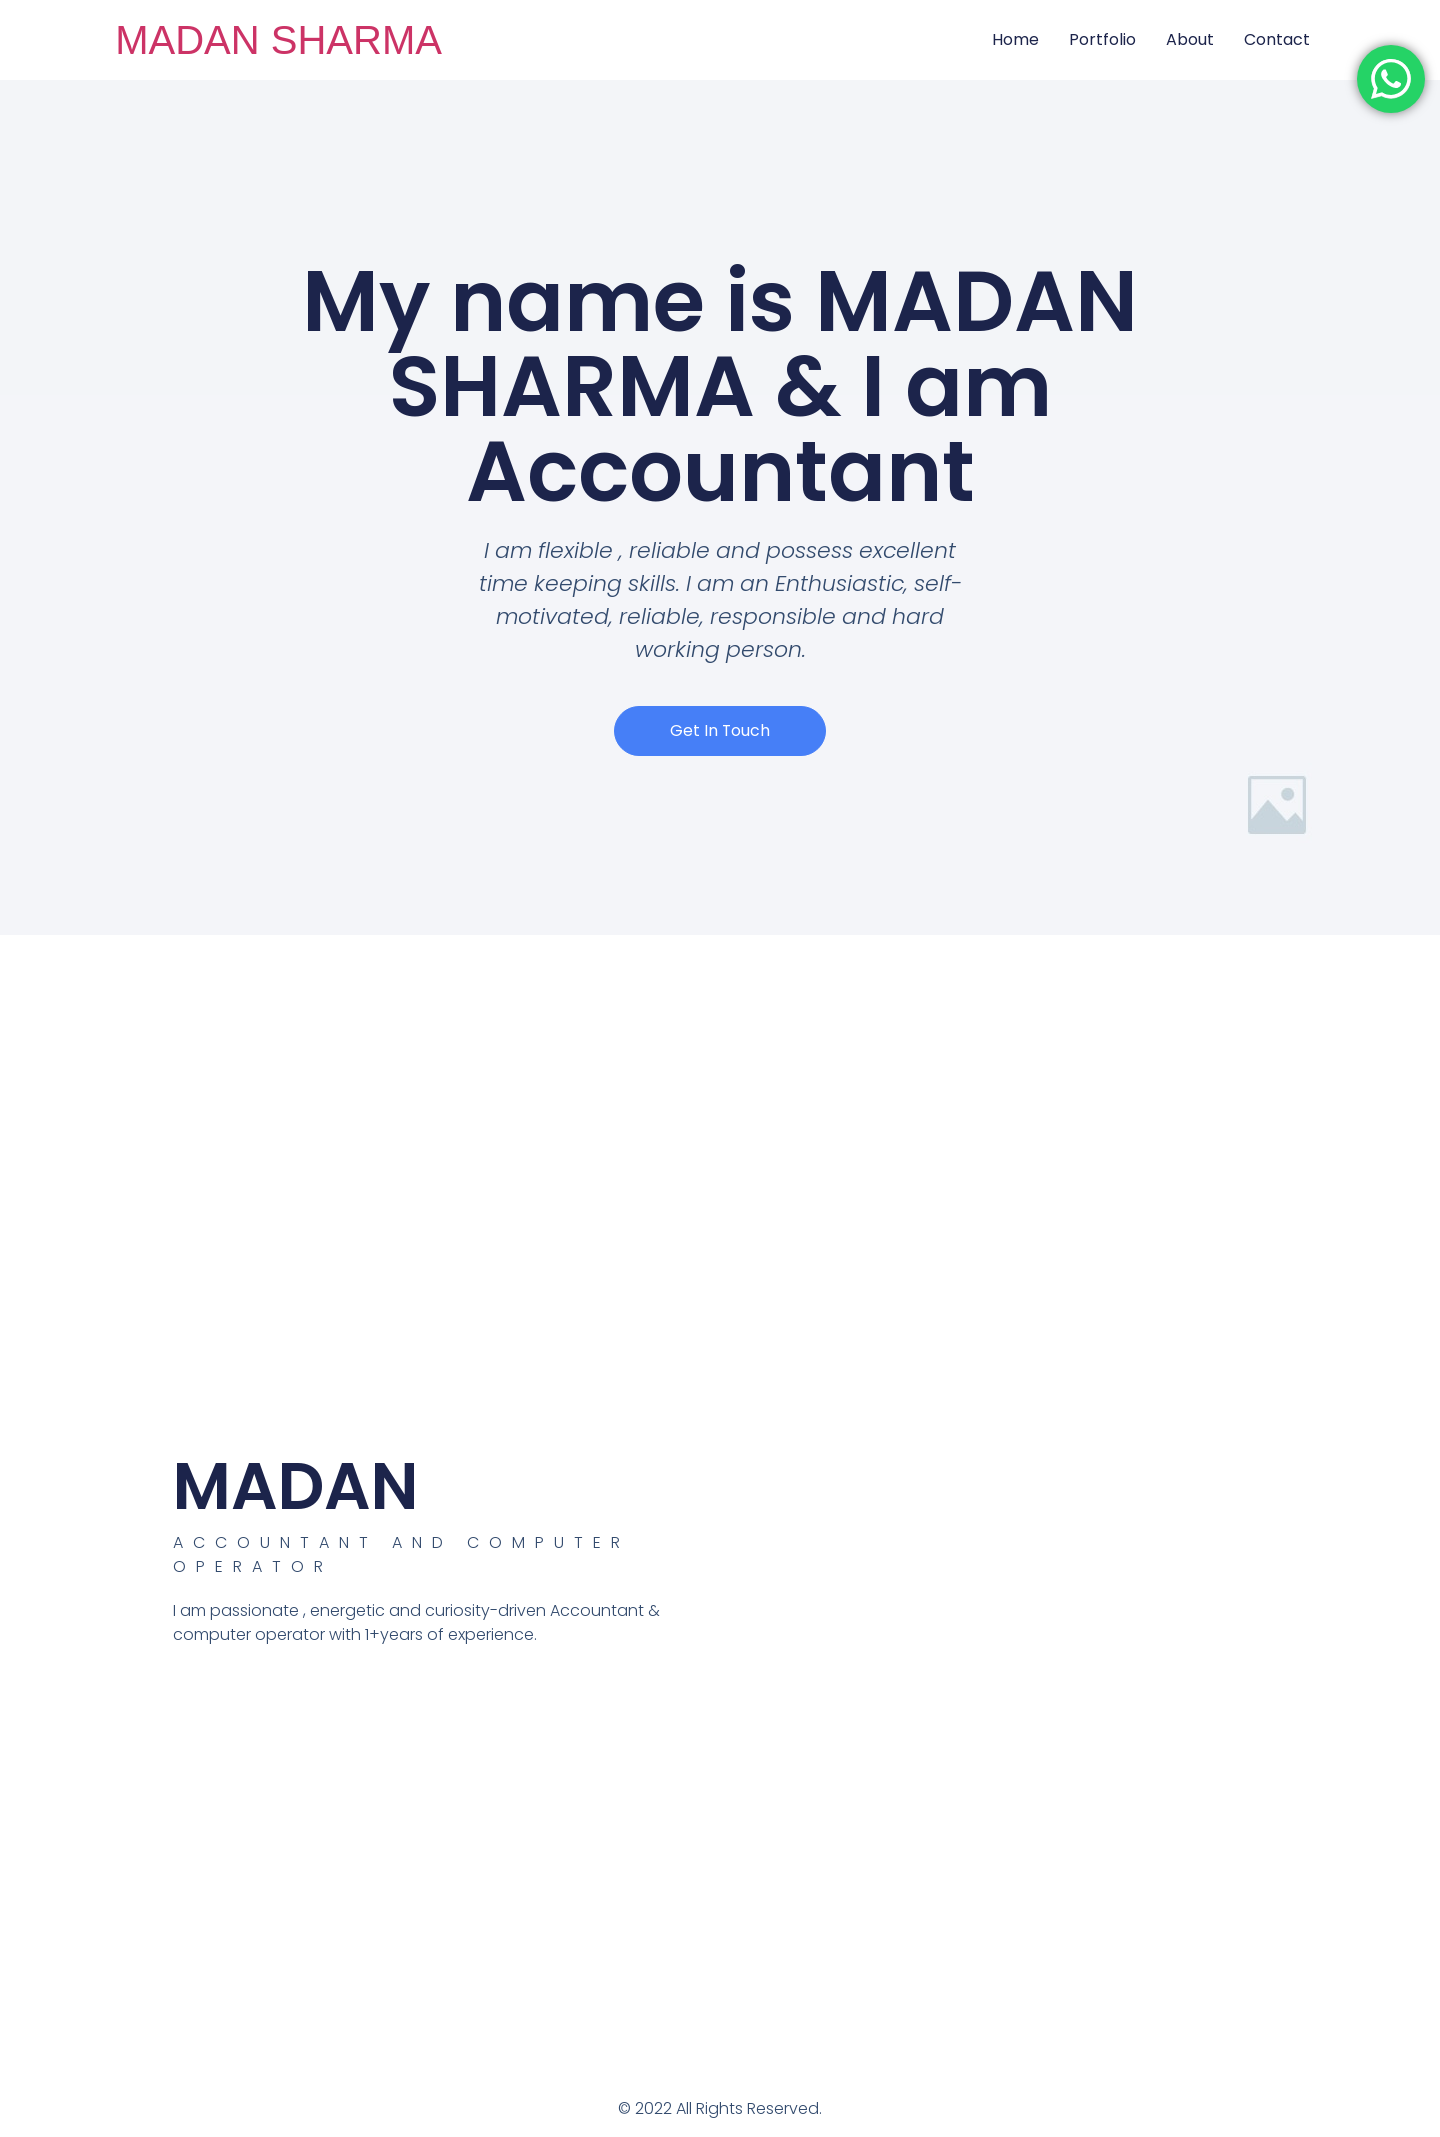 MADAN SHARMA
Home Portfolio About Contact
My name is MADAN
SHARMA & I am
Accountant
I am flexible , reliable and possess excellent
time keeping skills. I am an Enthusiastic, self-
motivated, reliable, responsible and hard
working person.
Get In Touch
MADAN
ACCOUNTANT AND COMPUTER
OPERATOR
I am passionate , energetic and curiosity-driven Accountant &
computer operator with 1+years of experience.
© 2022 All Rights Reserved.